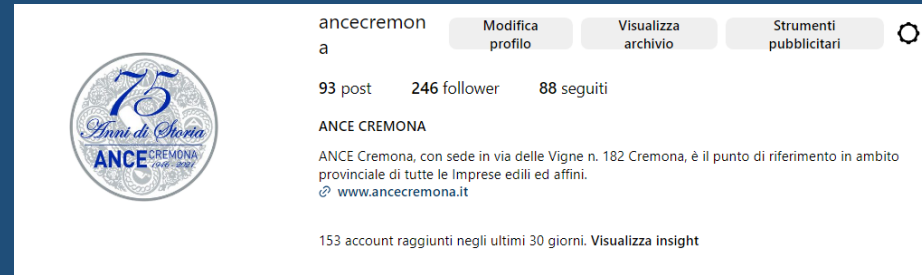 ancecremon
a
Modifica
profilo
Visualizza
archivio
Strumenti
pubblicitari
93 post 246 follower 88 seguiti
75
Anni di Storia
ANCE CREMONA
ANCE CREMONA
ANCE Cremona, con sede in via delle Vigne n. 182 Cremona, è il punto di riferimento in ambito
provinciale di tutte le Imprese edili ed affini.
www.ancecremona.it
153 account raggiunti negli ultimi 30 giorni. Visualizza insight